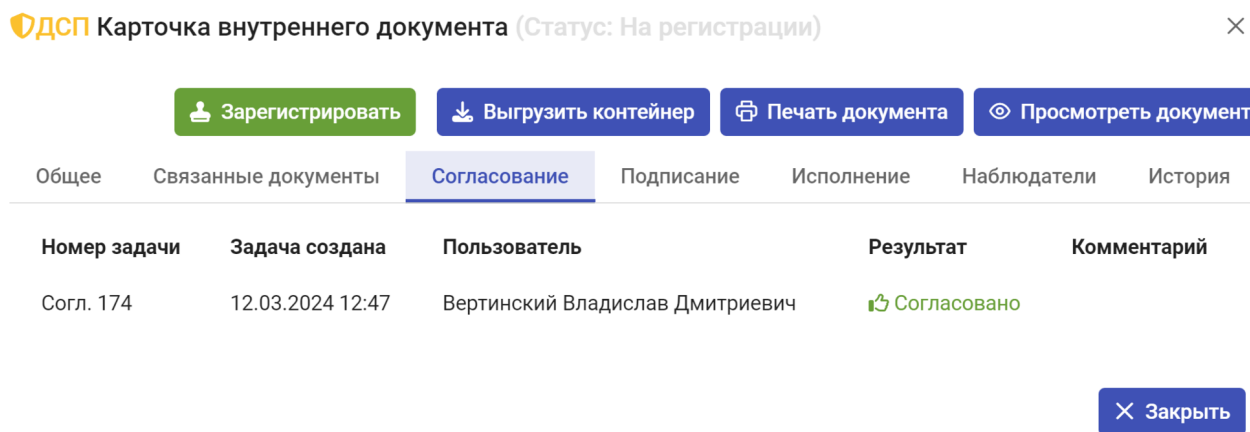 ДСП Карточка внутреннего документа (Статус: На регистрации)
Зарегистрировать Выгрузить контейнер Печать документа Просмотреть документ
Общее Связанные документы Согласование Подписание Исполнение Наблюдатели История
Номер задачи Задача создана Пользователь Результат Комментарий
Согл. 174 12.03.2024 12:47 Вертинский Владислав Дмитриевич Согласовано
Закрыть